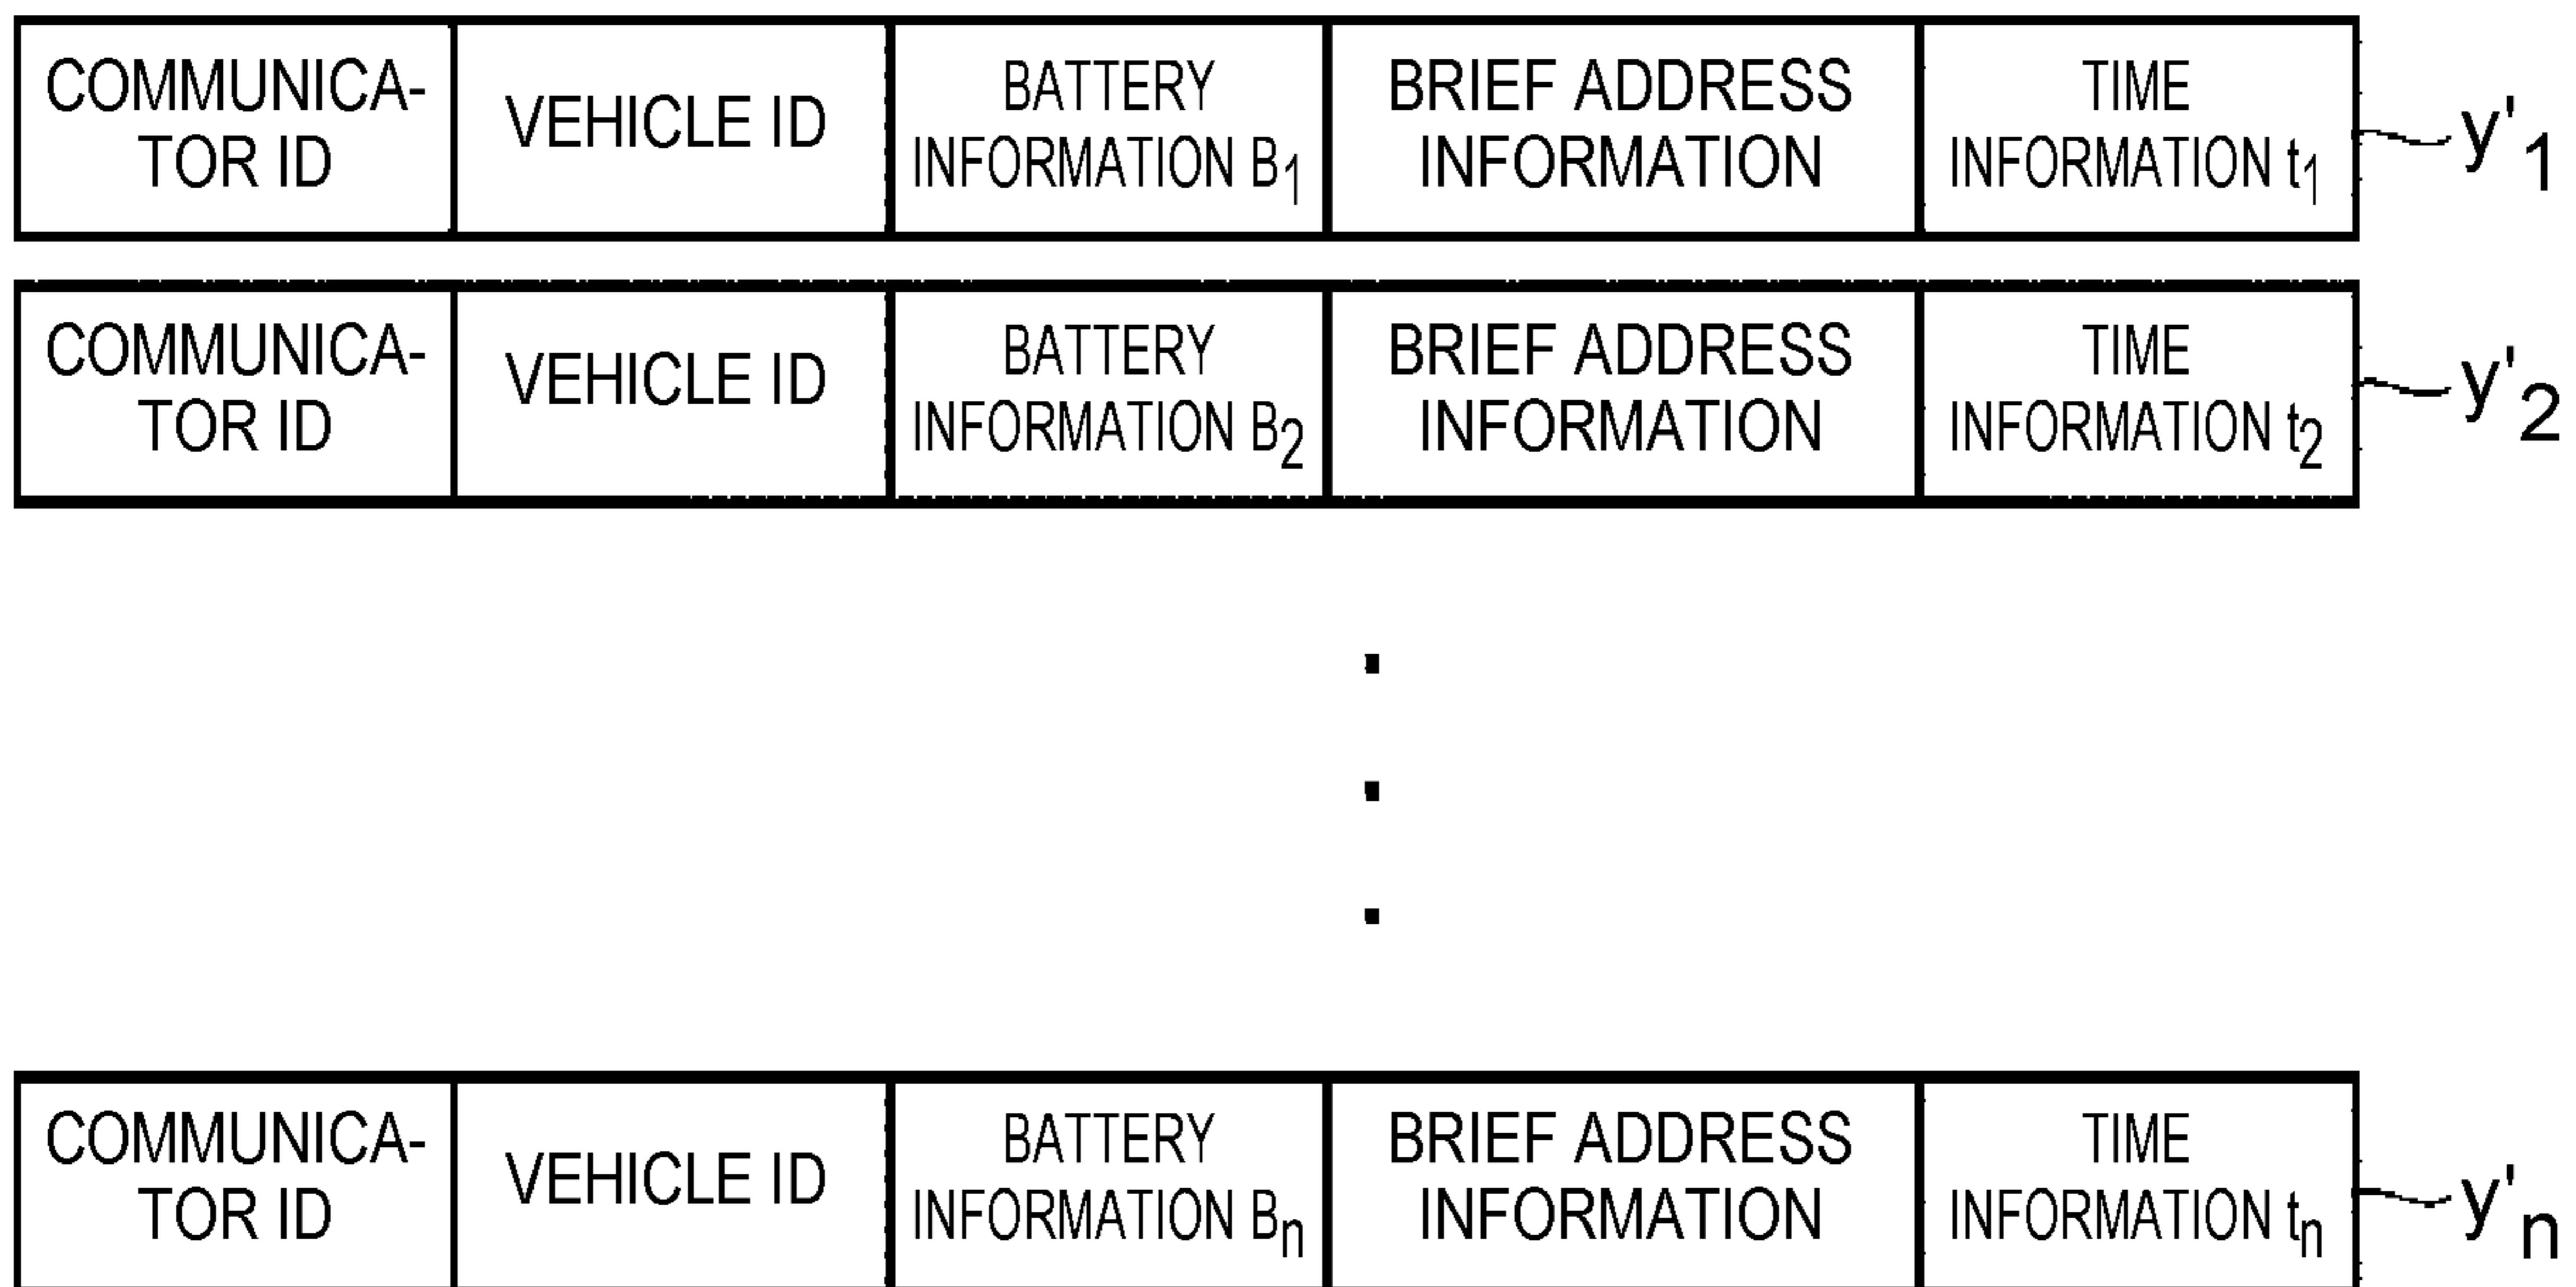 COMMUNICA-
TOR ID
VEHICLE ID
BATTERY
INFORMATION B₁
BRIEF ADDRESS
INFORMATION
TIME
INFORMATION t₁
y'₁
COMMUNICA-
TOR ID
VEHICLE ID
BATTERY
INFORMATION B₂
BRIEF ADDRESS
INFORMATION
TIME
INFORMATION t₂
y'₂
COMMUNICA-
TOR ID
VEHICLE ID
BATTERY
INFORMATION Bₙ
BRIEF ADDRESS
INFORMATION
TIME
INFORMATION tₙ
y'ₙ